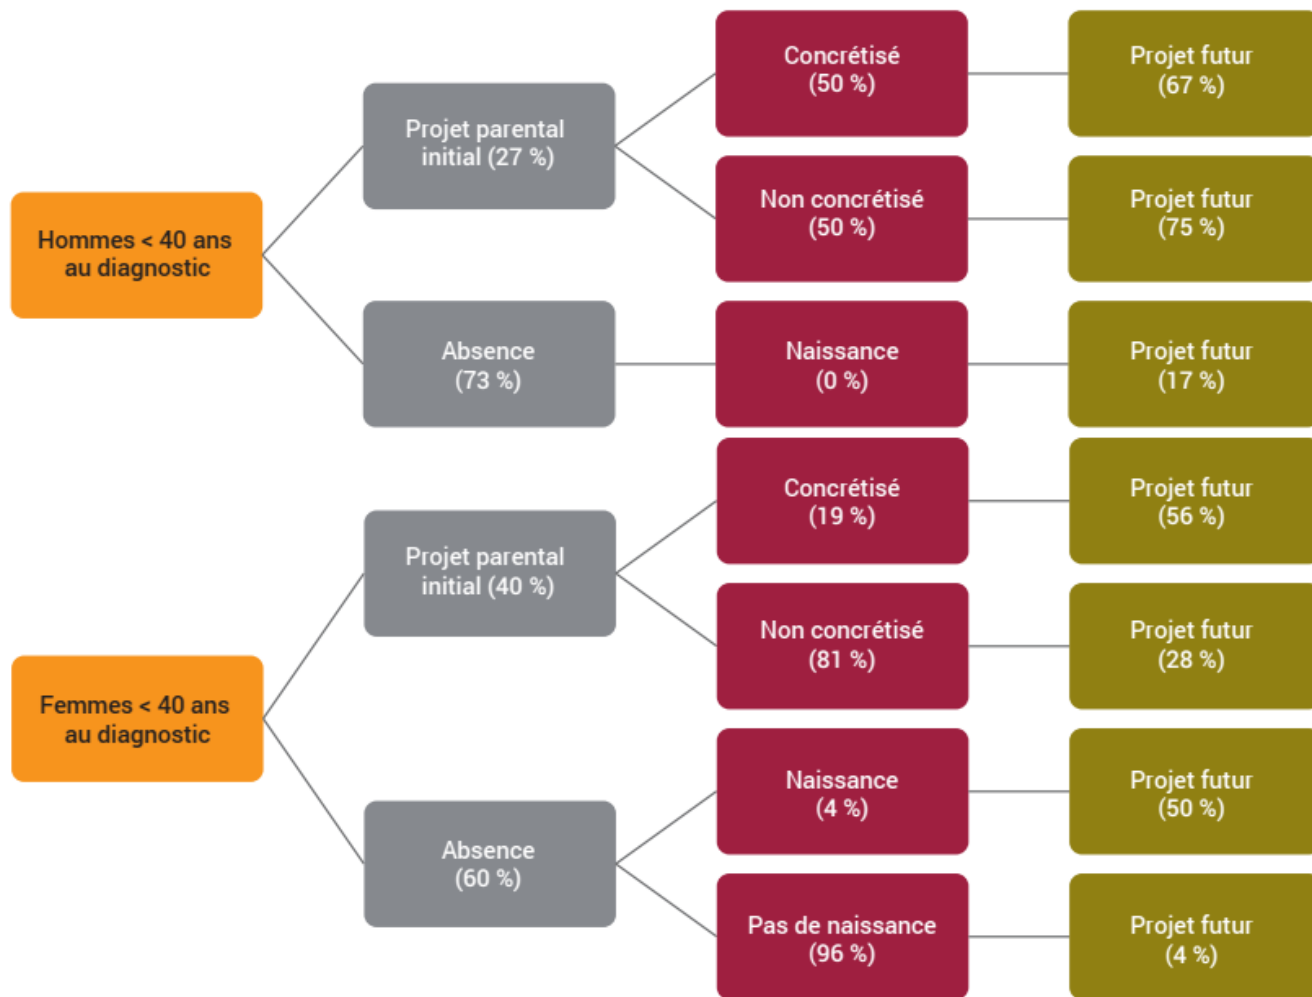 Hommes < 40 ans
au diagnostic
Projet parental
initial (27 %)
Concrétisé
(50 %)
Projet futur
(67 %)
Non concrétisé
(50 %)
Projet futur
(75 %)
Absence
(73 %)
Naissance
(0 %)
Projet futur
(17 %)
Femmes < 40 ans
au diagnostic
Projet parental
initial (40 %)
Concrétisé
(19 %)
Projet futur
(56 %)
Non concrétisé
(81 %)
Projet futur
(28 %)
Absence
(60 %)
Naissance
(4 %)
Projet futur
(50 %)
Pas de naissance
(96 %)
Projet futur
(4 %)